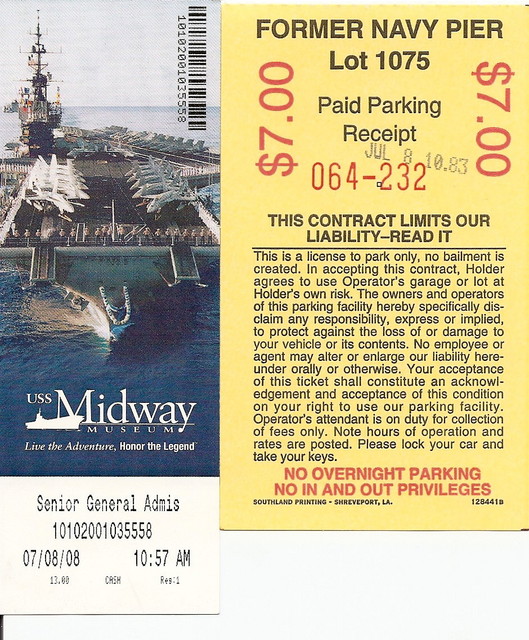 10102001035558
USS
Midway
MUSEUM
Live the Adventure, Honor the Legend
Senior General Admis
10102001035558
07/08/08 10:57 AM
13.00 CASH Res:1
FORMER NAVY PIER
Lot 1075
$7.00
$7.00
Paid Parking
Receipt
JUL 8 10.83
064-232
THIS CONTRACT LIMITS OUR
LIABILITY–READ IT
This is a license to park only, no bailment is
created. In accepting this contract, Holder
agrees to use Operator's garage or lot at
Holder's own risk. The owners and operators
of this parking facility hereby specifically dis-
claim any responsibility, express or implied,
to protect against the loss of or damage to
your vehicle or its contents. No employee or
agent may alter or enlarge our liability here-
under orally or otherwise. Your acceptance
of this ticket shall constitute an acknowl-
edgement and acceptance of this condition
on your right to use our parking facility.
Operator's attendant is on duty for collection
of fees only. Note hours of operation and
rates are posted. Please lock your car and
take your keys.
NO OVERNIGHT PARKING
NO IN AND OUT PRIVILEGES
SOUTHLAND PRINTING - SHREVEPORT, LA. 128441B